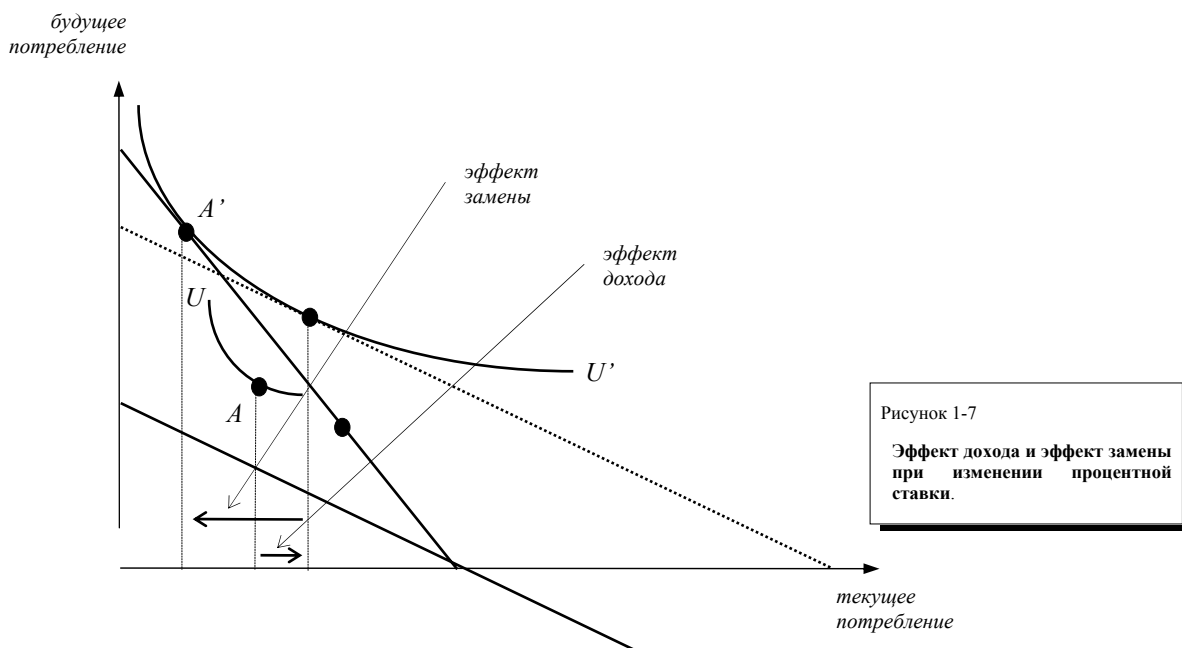 будущее
потребление
эффект
замены
A’
эффект
дохода
U
U’
A
Рисунок 1-7
Эффект дохода и эффект замены
при изменении процентной
ставки.
текущее
потребление